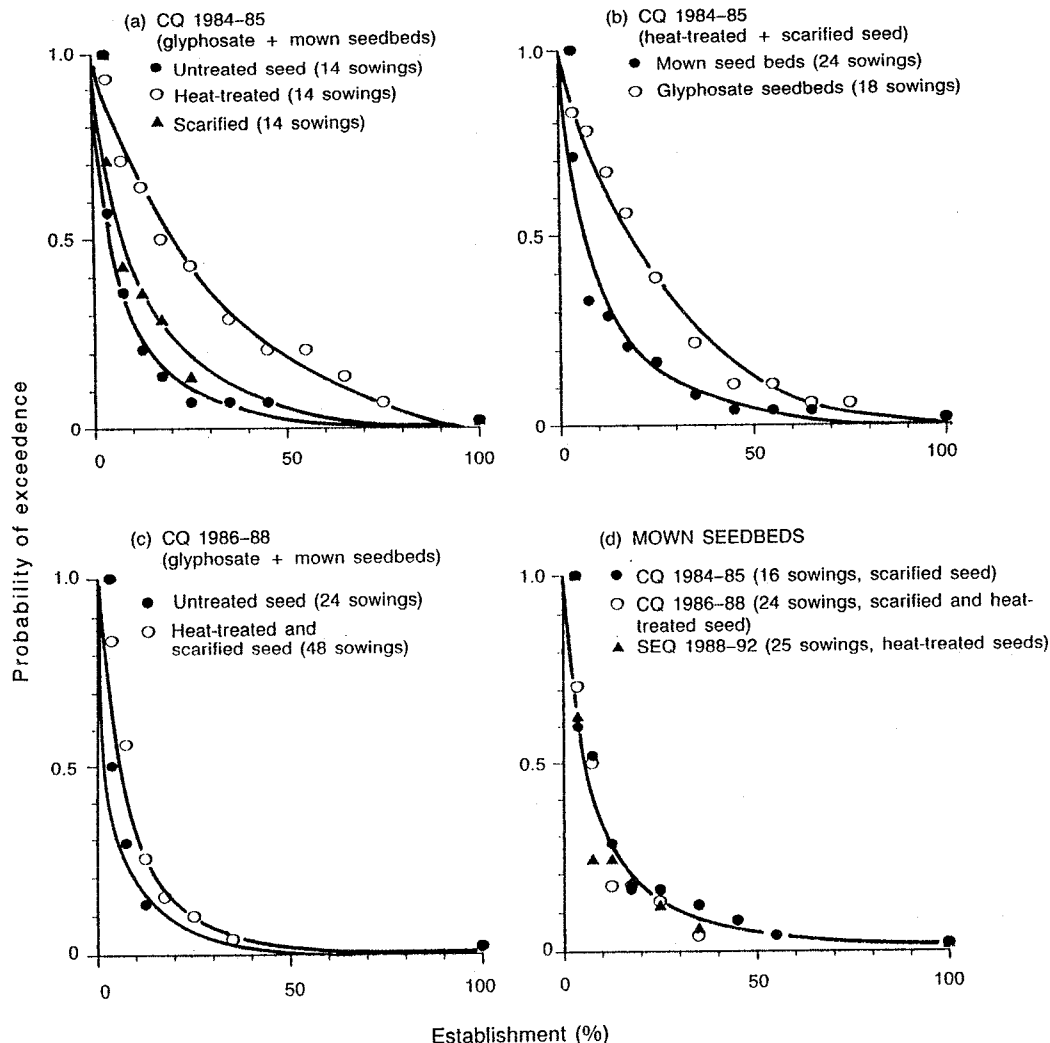 (a) CQ 1984–85
(glyphosate + mown seedbeds)
Untreated seed (14 sowings)
Heat-treated (14 sowings)
Scarified (14 sowings)
1.0
0.5
0
0
50
100
(b) CQ 1984–85
(heat-treated + scarified seed)
Mown seed beds (24 sowings)
Glyphosate seedbeds (18 sowings)
1.0
0.5
0
0
50
100
Probability of exceedence
(c) CQ 1986–88
(glyphosate + mown seedbeds)
Untreated seed (24 sowings)
Heat-treated and
scarified seed (48 sowings)
1.0
0.5
0
0
50
100
(d) MOWN SEEDBEDS
CQ 1984–85 (16 sowings, scarified seed)
CQ 1986–88 (24 sowings, scarified and heat-
treated seed)
SEQ 1988–92 (25 sowings, heat-treated seeds)
1.0
0.5
0
0
50
100
Establishment (%)